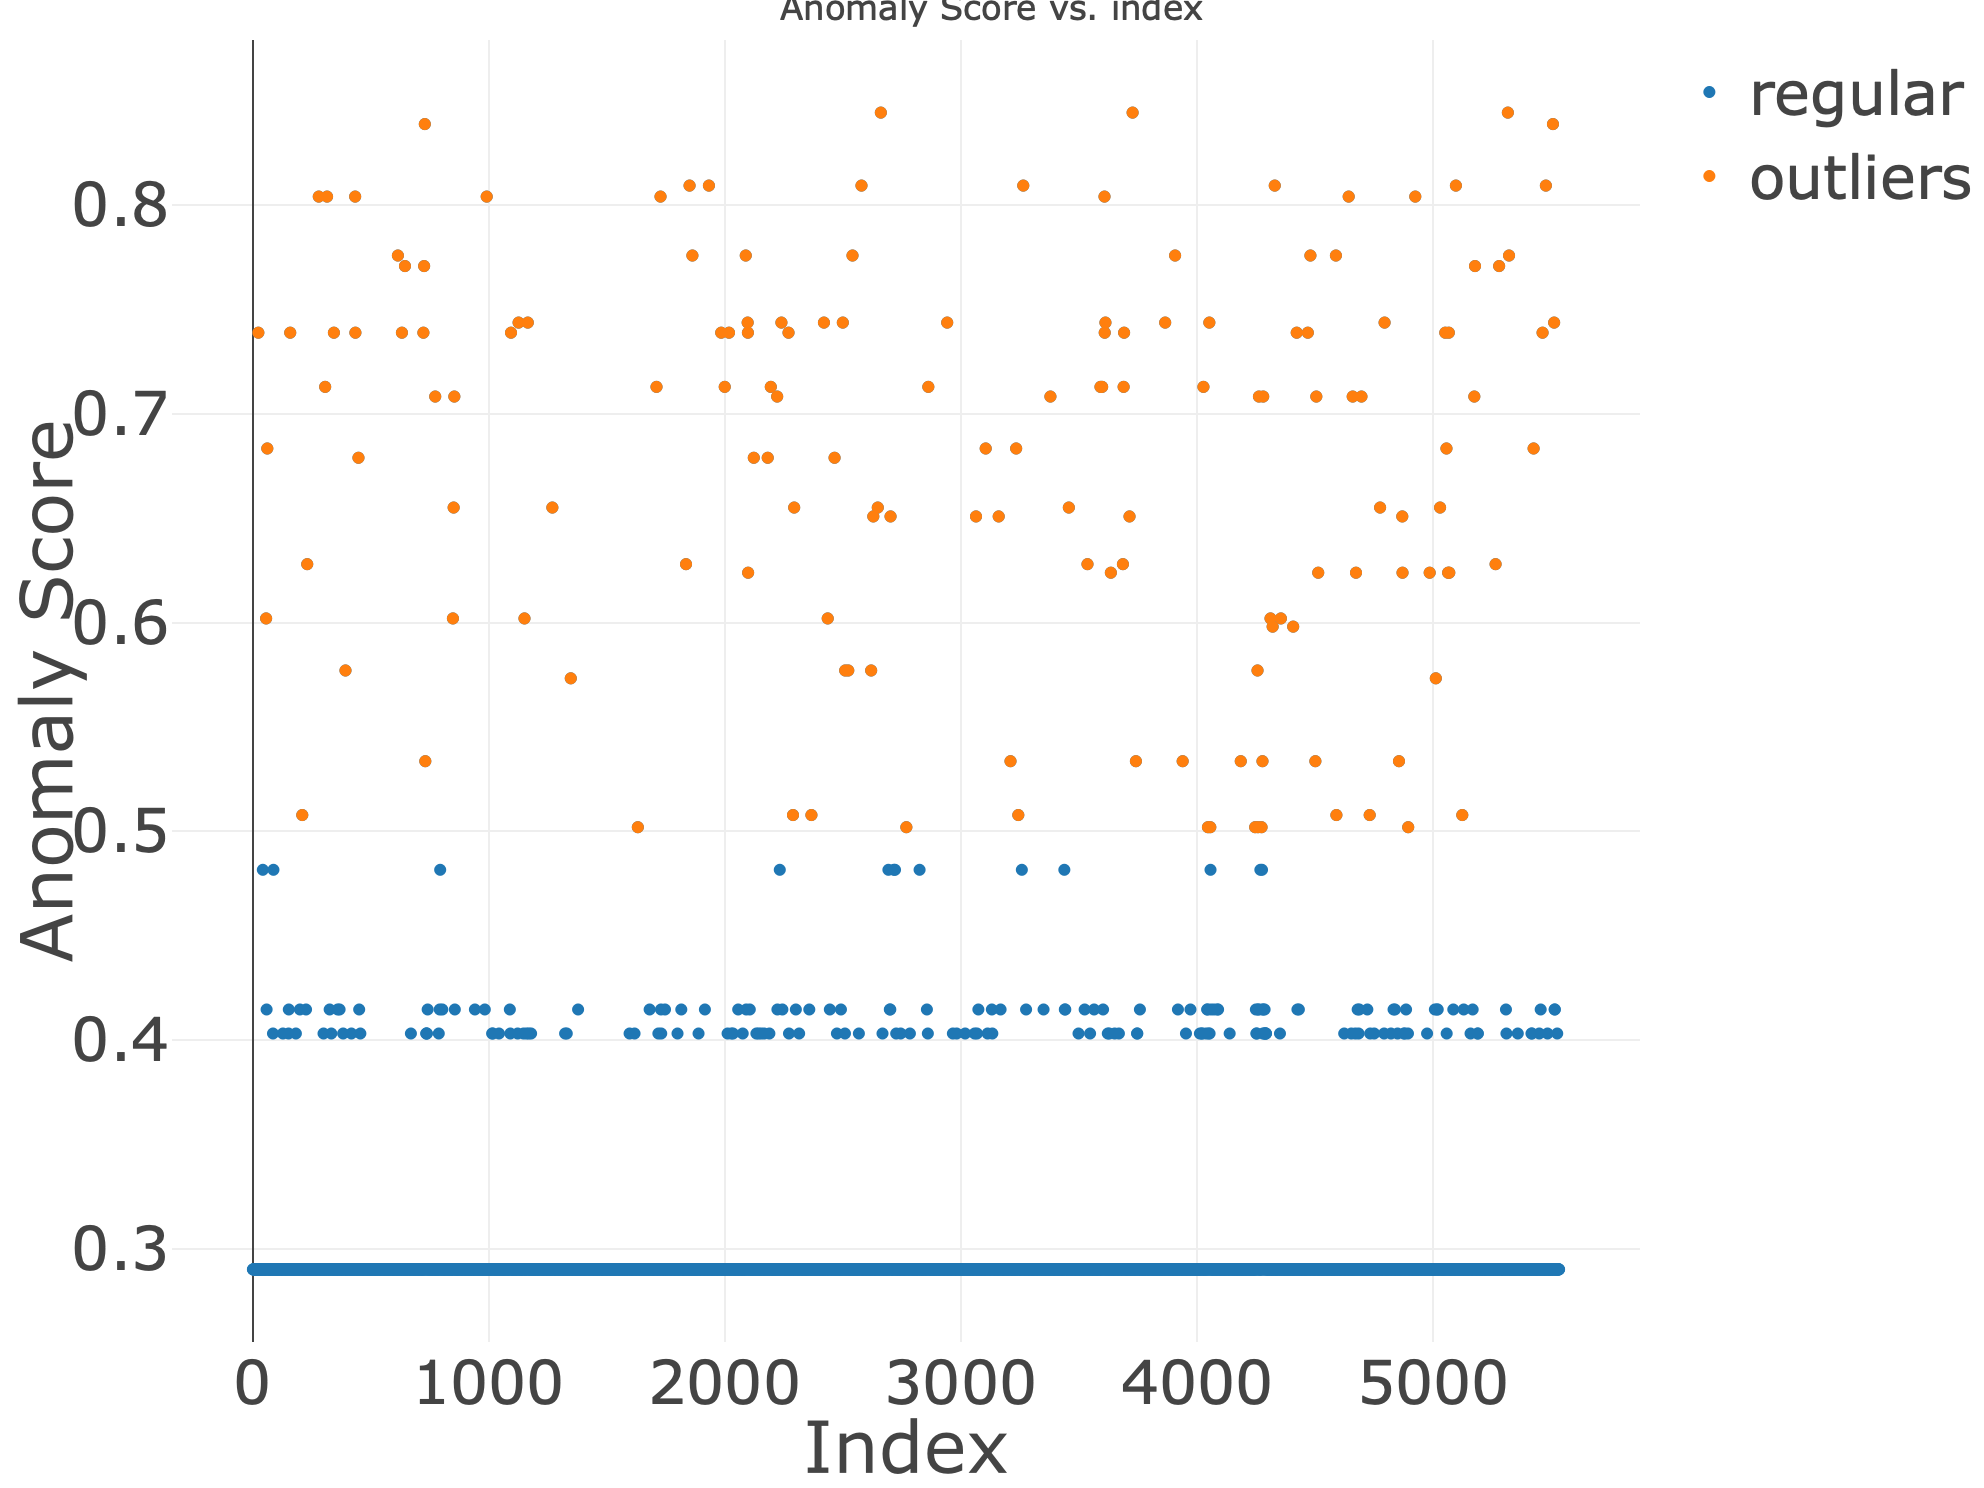 Anomaly Score vs. index
regular
outliers
Anomaly Score
0.8
0.7
0.6
0.5
0.4
0.3
0 1000 2000 3000 4000 5000
Index